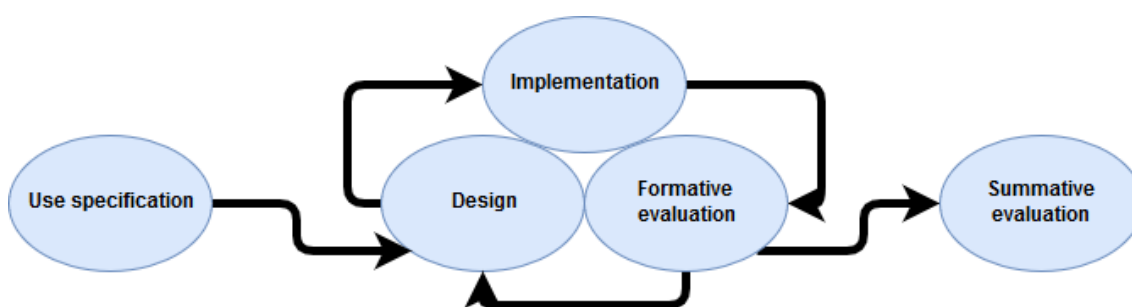 Implementation
Use specification
Design
Formative
evaluation
Summative
evaluation